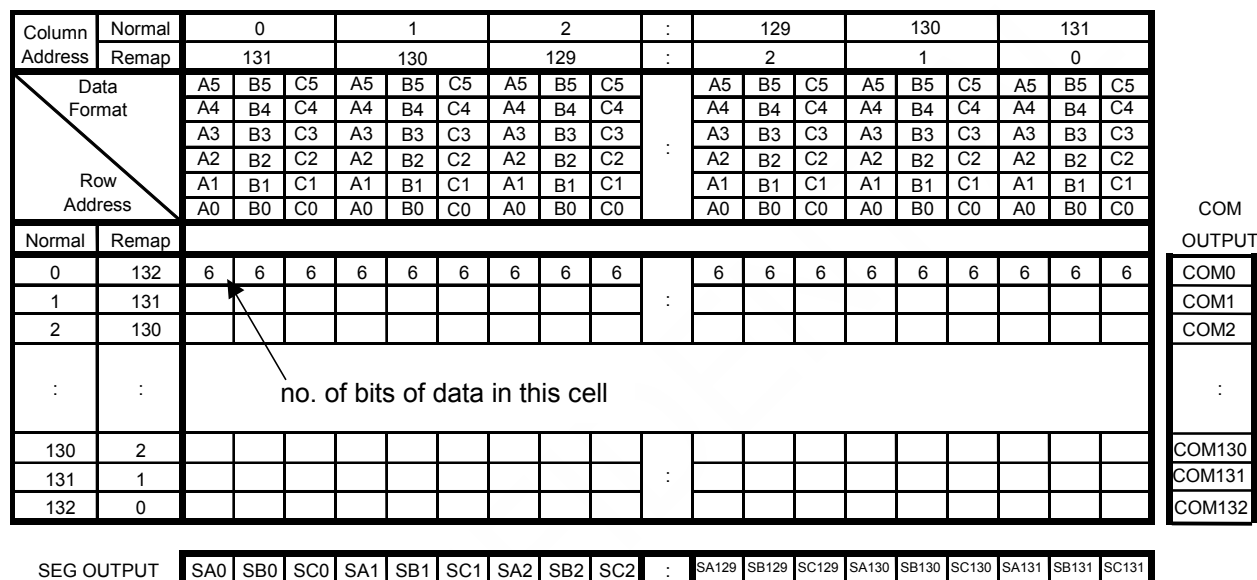 Column Address Normal 0 1 2 : 129 130 131
Remap 131 130 129 : 2 1 0
Data Format A5 B5 C5 A5 B5 C5 A5 B5 C5 A5 B5 C5 A5 B5 C5 A5 B5 C5
A4 B4 C4 A4 B4 C4 A4 B4 C4 A4 B4 C4 A4 B4 C4 A4 B4 C4
A3 B3 C3 A3 B3 C3 A3 B3 C3 : A3 B3 C3 A3 B3 C3 A3 B3 C3
A2 B2 C2 A2 B2 C2 A2 B2 C2 A2 B2 C2 A2 B2 C2 A2 B2 C2
Row Address A1 B1 C1 A1 B1 C1 A1 B1 C1 A1 B1 C1 A1 B1 C1 A1 B1 C1
A0 B0 C0 A0 B0 C0 A0 B0 C0 A0 B0 C0 A0 B0 C0 A0 B0 C0 COM
Normal Remap OUTPUT
0 132 6 6 6 6 6 6 6 6 6 6 6 6 6 6 6 6 6 6 COM0
1 131 : COM1
2 130 COM2
: : no. of bits of data in this cell :
130 2 COM130
131 1 : COM131
132 0 COM132
SEG OUTPUT SA0 SB0 SC0 SA1 SB1 SC1 SA2 SB2 SC2 : SA129 SB129 SC129 SA130 SB130 SC130 SA131 SB131 SC131